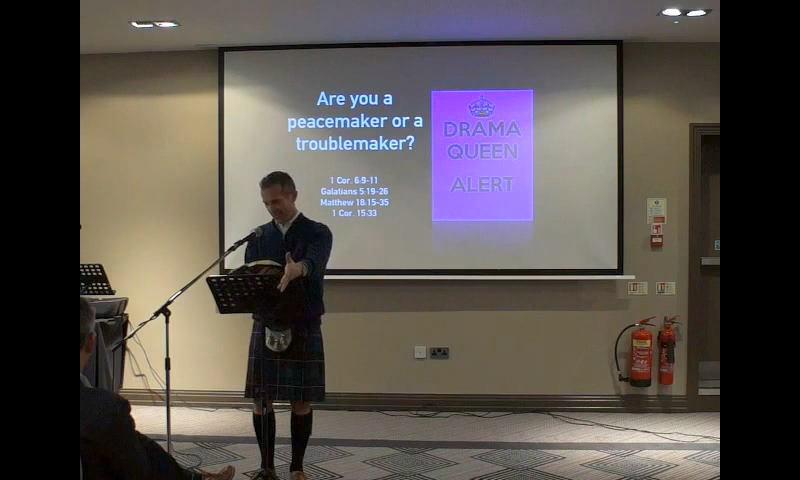 Are you a
peacemaker or a
troublemaker?
1 Cor. 6:9-11
Galatians 5:19-26
Matthew 18:15-35
1 Cor. 15:33
DRAMA
QUEEN
ALERT